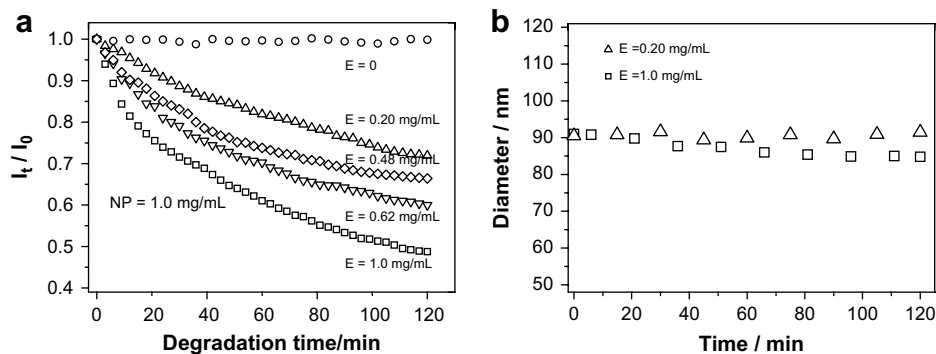 a
I_t / I_0
1.0
0.9
0.8
0.7
0.6
0.5
0.4
E = 0
E = 0.20 mg/mL
E = 0.48 mg/mL
E = 0.62 mg/mL
E = 1.0 mg/mL
NP = 1.0 mg/mL
0 20 40 60 80 100 120
Degradation time/min
b
Diameter / nm
110
100
90
80
70
60
50
E =0.20 mg/mL
E =1.0 mg/mL
0 20 40 60 80 100 120
Time / min